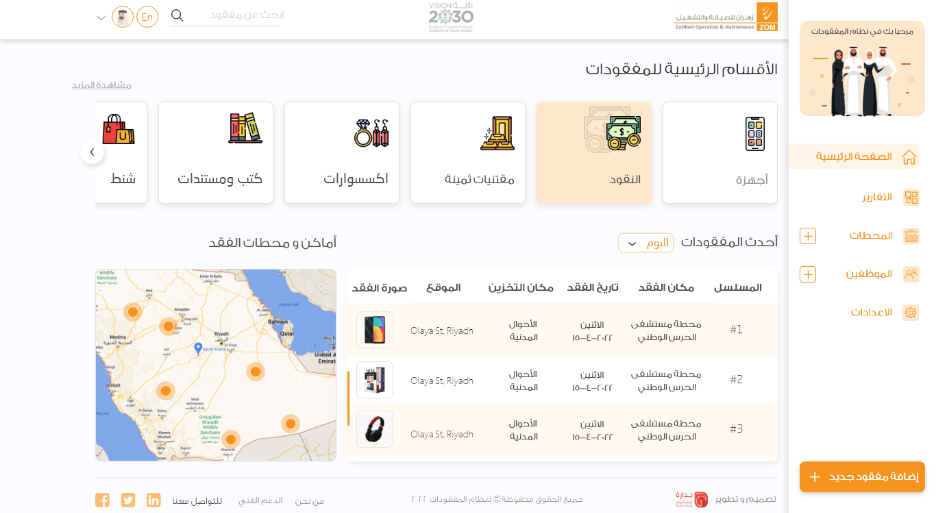 مرحبا بك في نظام المفقودات
الصفحة الرئيسية
التقارير
المحطات
الموظفين
الاعدادات
إضافة مفقود جديد
زهران للصيانة والتشغيل
ZAHRAN Operation & Maintenance
ZOM
VISION رؤيـــة
2030
ابحث عن مفقود
En
الأقسام الرئيسية للمفقودات
مشاهدة المزيد
أجهزة
النقود
مقتنيات ثمينة
اكسسوارات
كتب ومستندات
شنط
أحدث المفقودات
اليوم
أماكن و محطات الفقد
المسلسل مكان الفقد تاريخ الفقد مكان التخزين الموقع صورة الفقد
#1 محطة مستشفى الحرس الوطني الاثنين ٢٠٢٢-٤-١٥ الأحوال المدنية Olaya St. Riyadh
#2 محطة مستشفى الحرس الوطني الاثنين ٢٠٢٢-٤-١٥ الأحوال المدنية Olaya St. Riyadh
#3 محطة مستشفى الحرس الوطني الاثنين ٢٠٢٢-٤-١٥ الأحوال المدنية Olaya St. Riyadh
Bahrain
Qatar
Riyadh
Saudi Arabia
United Arab Emirates
تصميم و تطوير
جدارة
جميع الحقوق محفوظة © لنظام المفقودات ٢٠٢٢
من نحن
الدعم الفني
للتواصل معنا